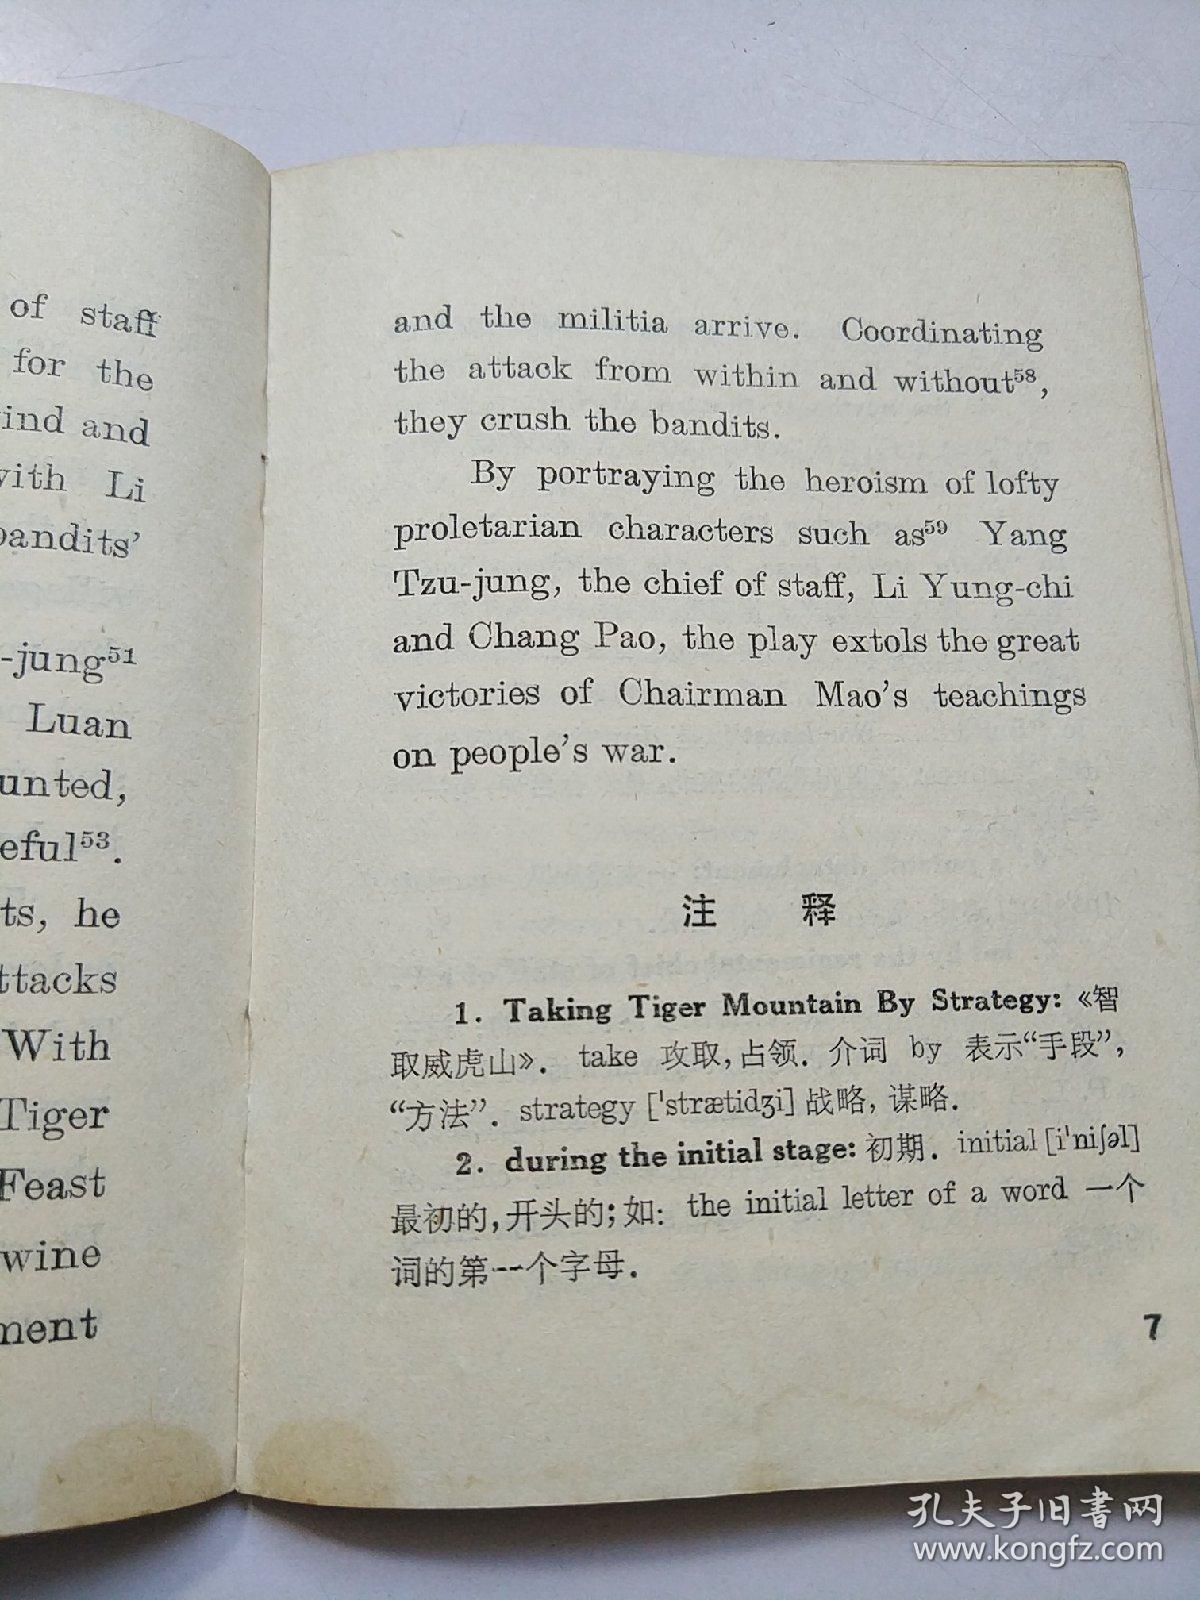 of staff
for the
ind and
with Li
bandits'
-jung⁵¹
Luan
unted,
eful⁵³.
ts, he
ttacks
With
Tiger
Feast
wine
ment
and the militia arrive. Coordinating
the attack from within and without⁵⁸,
they crush the bandits.
By portraying the heroism of lofty
proletarian characters such as⁵⁹ Yang
Tzu-jung, the chief of staff, Li Yung-chi
and Chang Pao, the play extols the great
victories of Chairman Mao's teachings
on people's war.
注 释
1. Taking Tiger Mountain By Strategy: 《智
取威虎山》. take 攻取, 占领. 介词 by 表示“手段”,
“方法”. strategy ['strætidʒi] 战略, 谋略.
2. during the initial stage: 初期. initial [i'niʃəl]
最初的, 开头的; 如: the initial letter of a word 一个
词的第一个字母.
7
孔夫子旧书网
www.kongfz.com